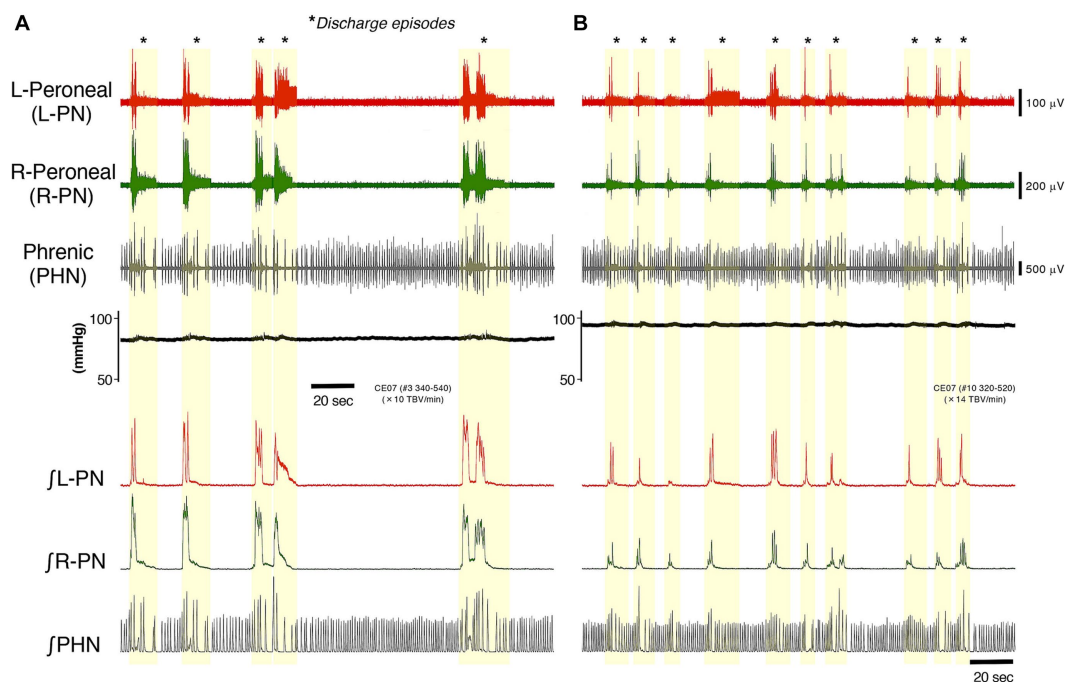 A
*Discharge episodes
B
* * * * *
* * * * * * * * * *
L-Peroneal
(L-PN)
100 μV
R-Peroneal
(R-PN)
200 μV
Phrenic
(PHN)
500 μV
(mmHg)
100
50
100
50
20 sec
CE07 (#3 340-540)
(×10 TBV/min)
CE07 (#10 320-520)
(×14 TBV/min)
∫L-PN
∫R-PN
∫PHN
20 sec